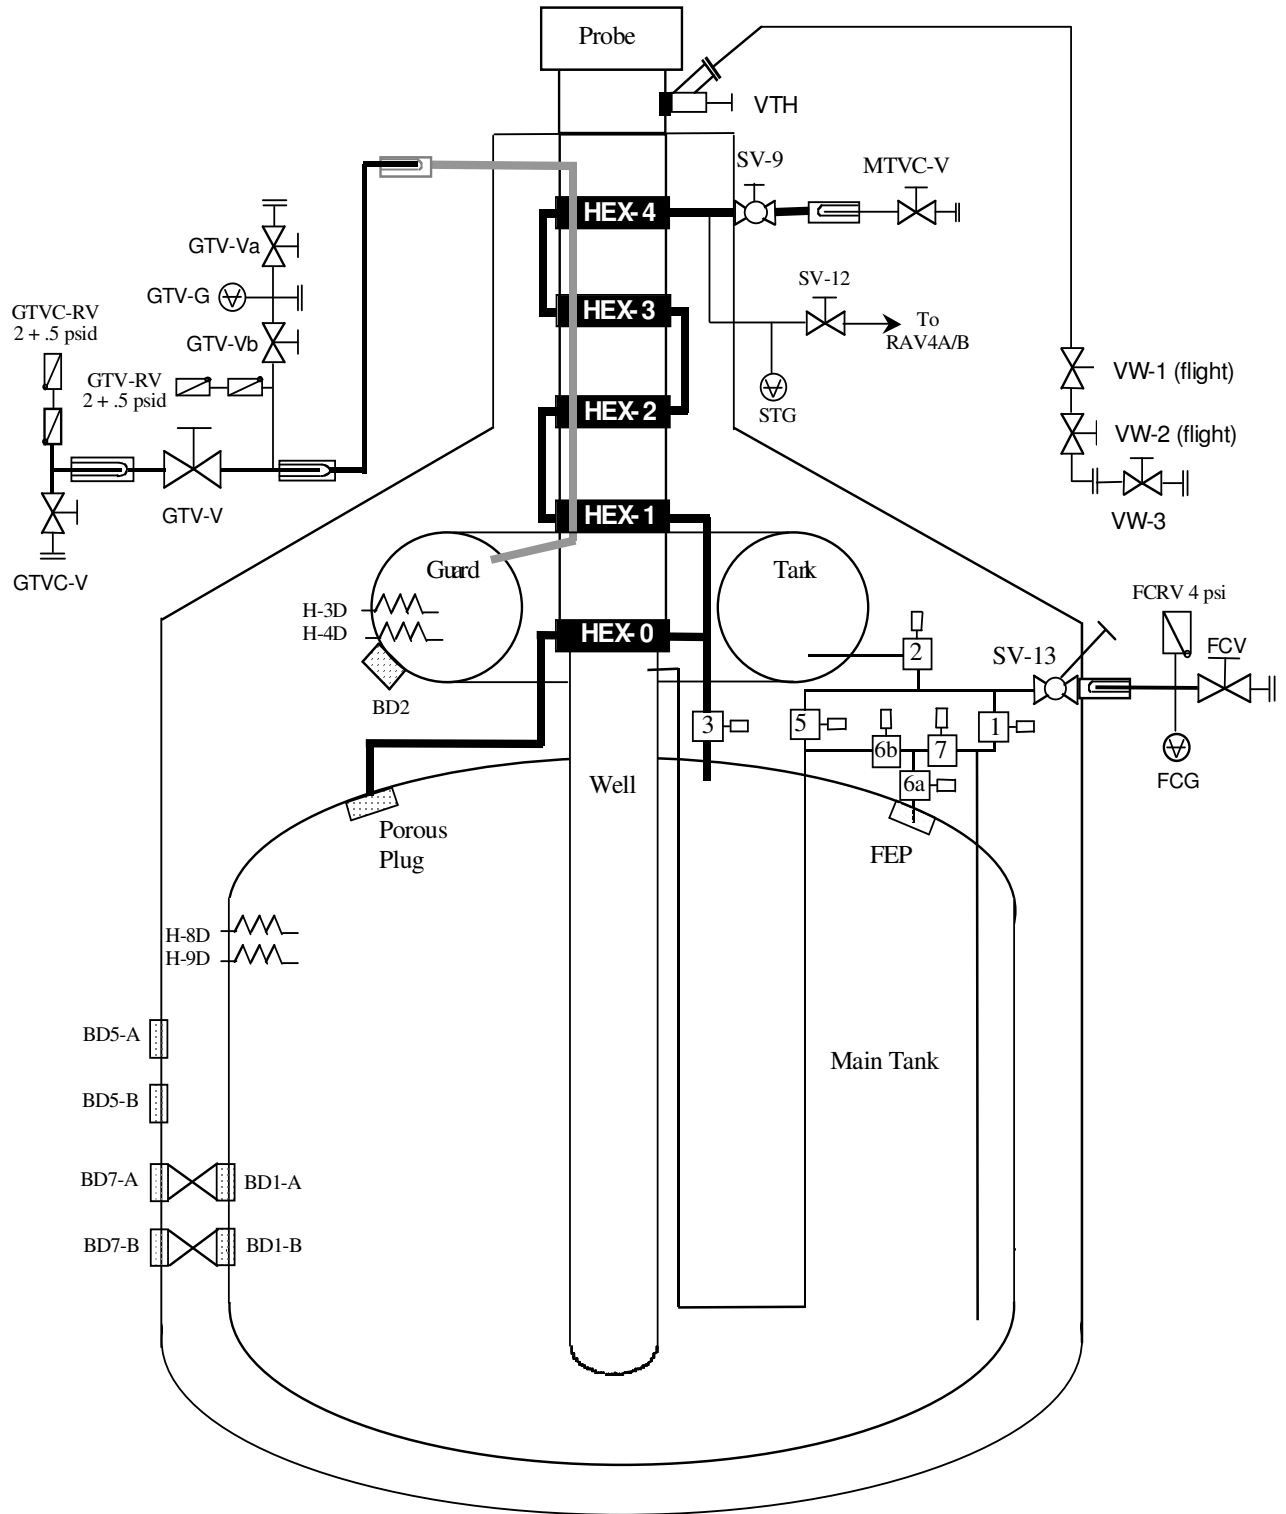 Probe
VTH
SV-9
MTVC-V
HEX-4
GTV-Va
SV-12
GTV-G
HEX-3
To
RAV4A/B
GTVC-RV
2 + .5 psid
GTV-Vb
VW-1 (flight)
GTV-RV
2 + .5 psid
STG
HEX-2
VW-2 (flight)
GTV-V
HEX-1
VW-3
GTVC-V
Guard
Tank
FCRV 4 psi
H-3D
H-4D
HEX-0
2
SV-13
FCV
BD2
3
5
1
6b
7
FCG
Well
6a
Porous
Plug
FEP
H-8D
H-9D
BD5-A
Main Tank
BD5-B
BD7-A
BD1-A
BD7-B
BD1-B